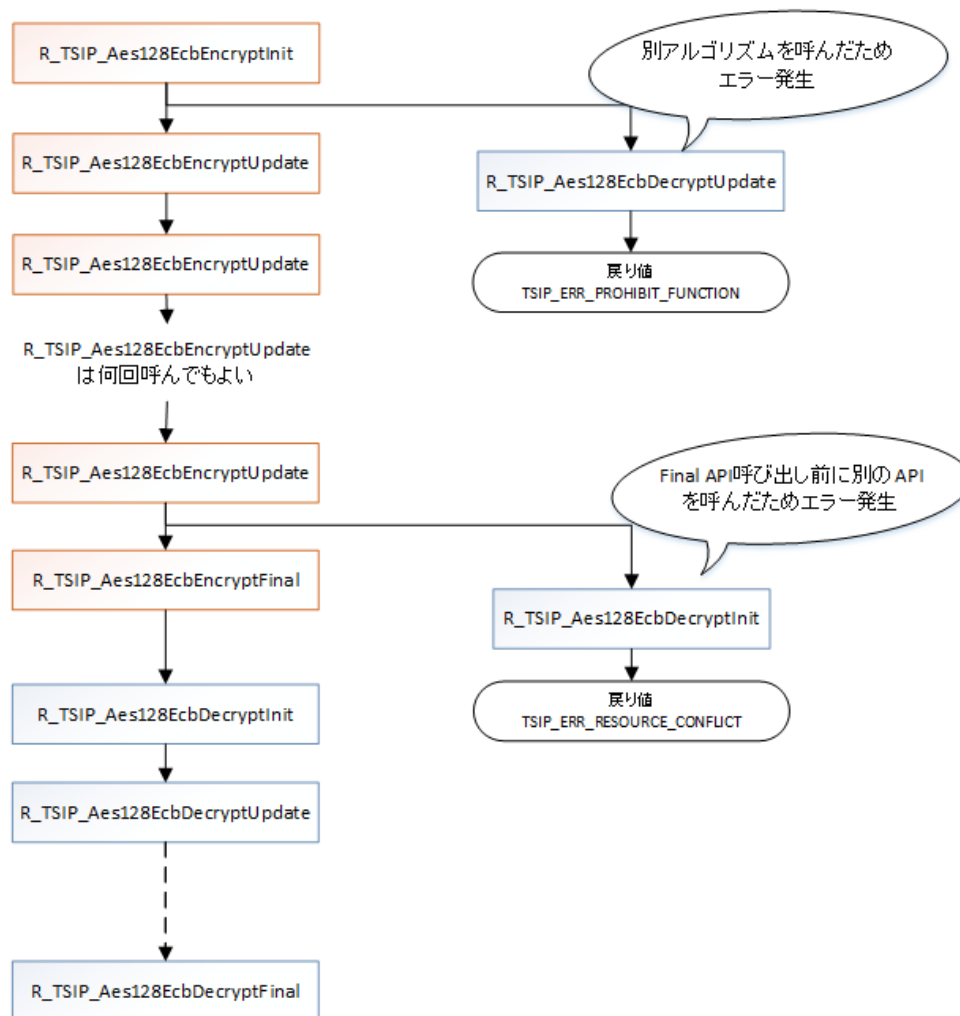 R_TSIP_Aes128EcbEncryptInit
別アルゴリズムを呼んだため
エラー発生
R_TSIP_Aes128EcbEncryptUpdate
R_TSIP_Aes128EcbDecryptUpdate
R_TSIP_Aes128EcbEncryptUpdate
戻り値
TSIP_ERR_PROHIBIT_FUNCTION
R_TSIP_Aes128EcbEncryptUpdate
は何回呼んでもよい
R_TSIP_Aes128EcbEncryptUpdate
Final API呼び出し前に別のAPI
を呼んだためエラー発生
R_TSIP_Aes128EcbEncryptFinal
R_TSIP_Aes128EcbDecryptInit
戻り値
TSIP_ERR_RESOURCE_CONFLICT
R_TSIP_Aes128EcbDecryptInit
R_TSIP_Aes128EcbDecryptUpdate
R_TSIP_Aes128EcbDecryptFinal